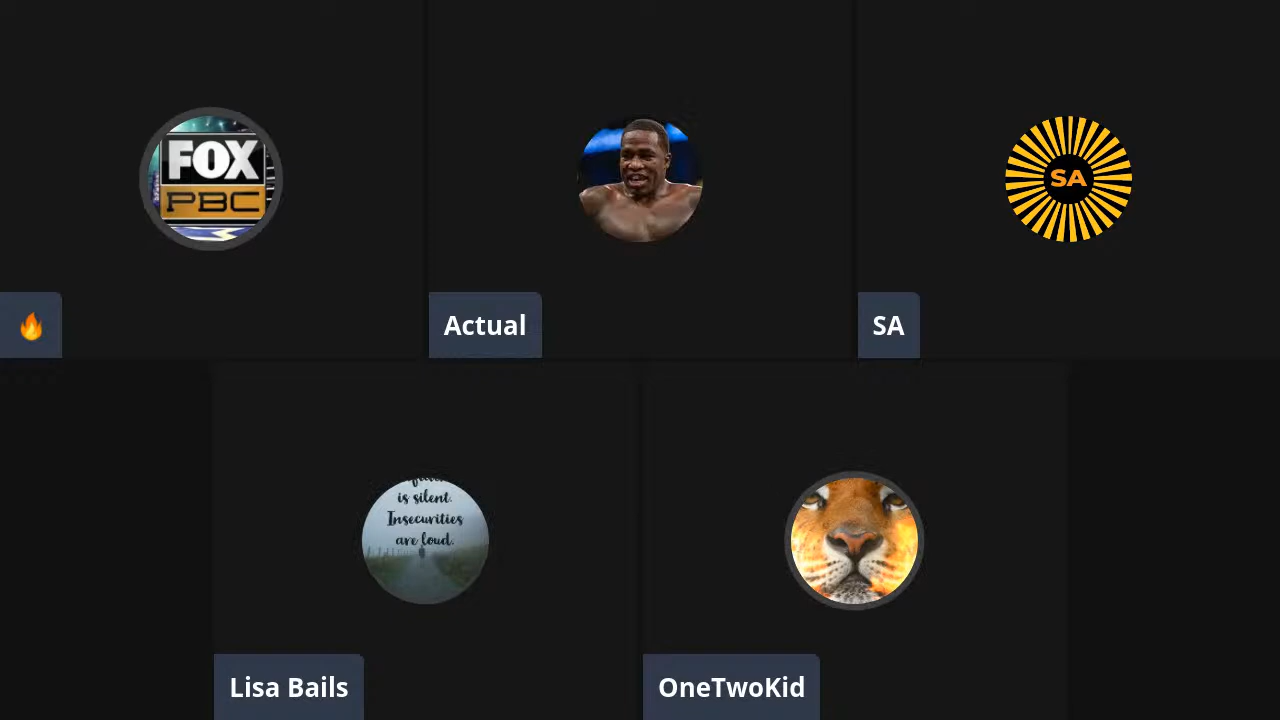 FOX
PBC
SA
🔥
Actual
SA
is silent.
Insecurities
are loud.
Lisa Bails
OneTwoKid